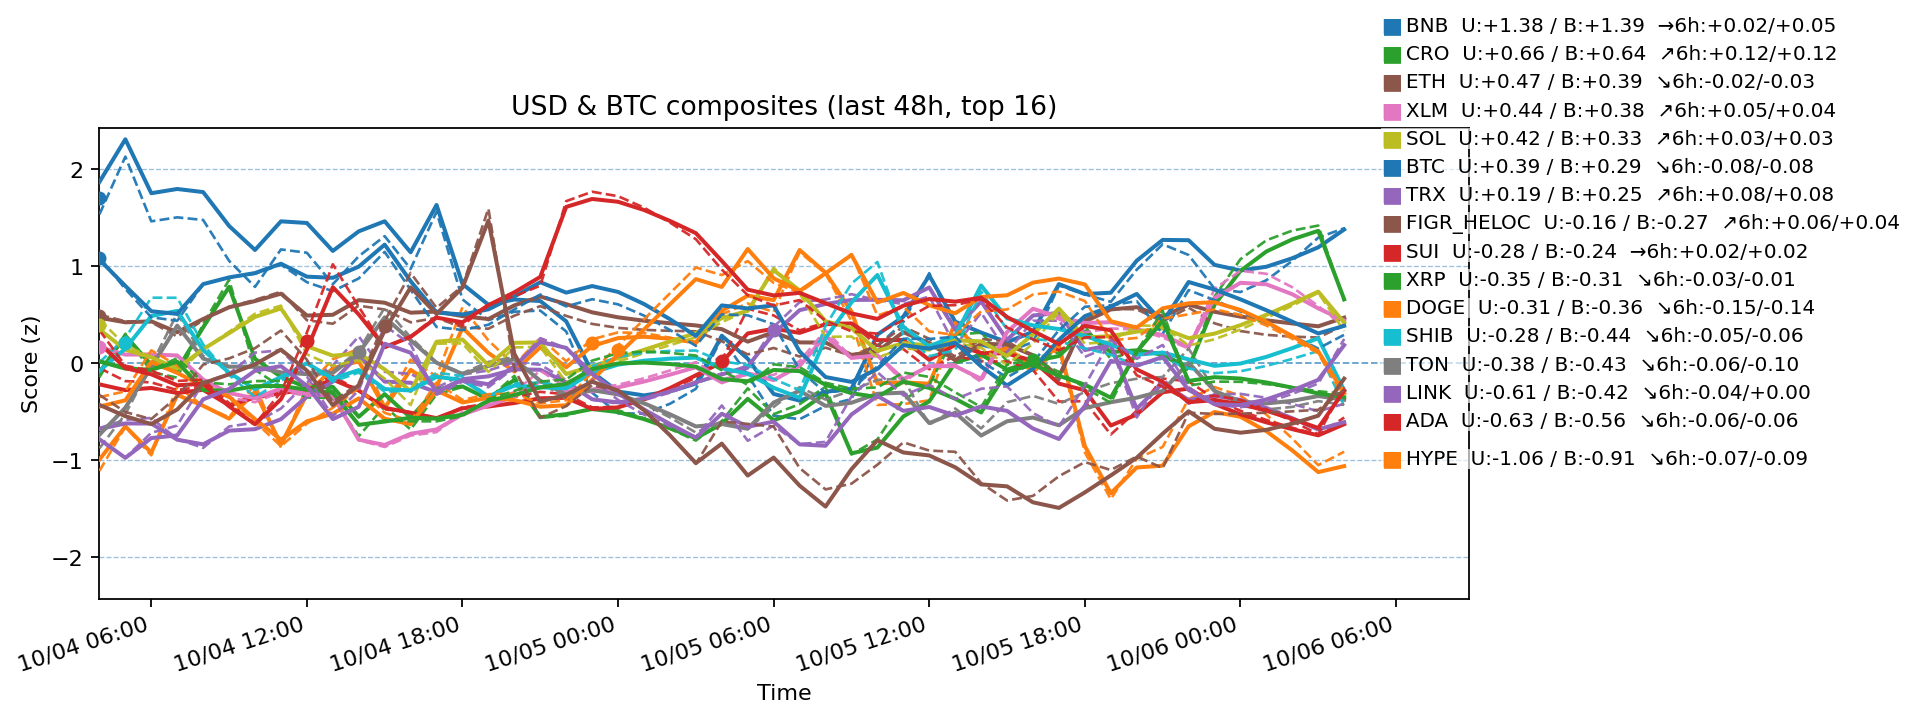 BNB  U:+1.38 / B:+1.39  →6h:+0.02/+0.05
CRO  U:+0.66 / B:+0.64  ↗6h:+0.12/+0.12
ETH  U:+0.47 / B:+0.39  ↘6h:-0.02/-0.03
XLM  U:+0.44 / B:+0.38  ↗6h:+0.05/+0.04
SOL  U:+0.42 / B:+0.33  ↗6h:+0.03/+0.03
BTC  U:+0.39 / B:+0.29  ↘6h:-0.08/-0.08
TRX  U:+0.19 / B:+0.25  ↗6h:+0.08/+0.08
FIGR_HELOC  U:-0.16 / B:-0.27  ↗6h:+0.06/+0.04
SUI  U:-0.28 / B:-0.24  →6h:+0.02/+0.02
XRP  U:-0.35 / B:-0.31  ↘6h:-0.03/-0.01
DOGE  U:-0.31 / B:-0.36  ↘6h:-0.15/-0.14
SHIB  U:-0.28 / B:-0.44  ↘6h:-0.05/-0.06
TON  U:-0.38 / B:-0.43  ↘6h:-0.06/-0.10
LINK  U:-0.61 / B:-0.42  ↘6h:-0.04/+0.00
ADA  U:-0.63 / B:-0.56  ↘6h:-0.06/-0.06
HYPE  U:-1.06 / B:-0.91  ↘6h:-0.07/-0.09
USD & BTC composites (last 48h, top 16)
Score (z)
2
1
0
−1
−2
10/04 06:00
10/04 12:00
10/04 18:00
10/05 00:00
10/05 06:00
10/05 12:00
10/05 18:00
10/06 00:00
10/06 06:00
Time